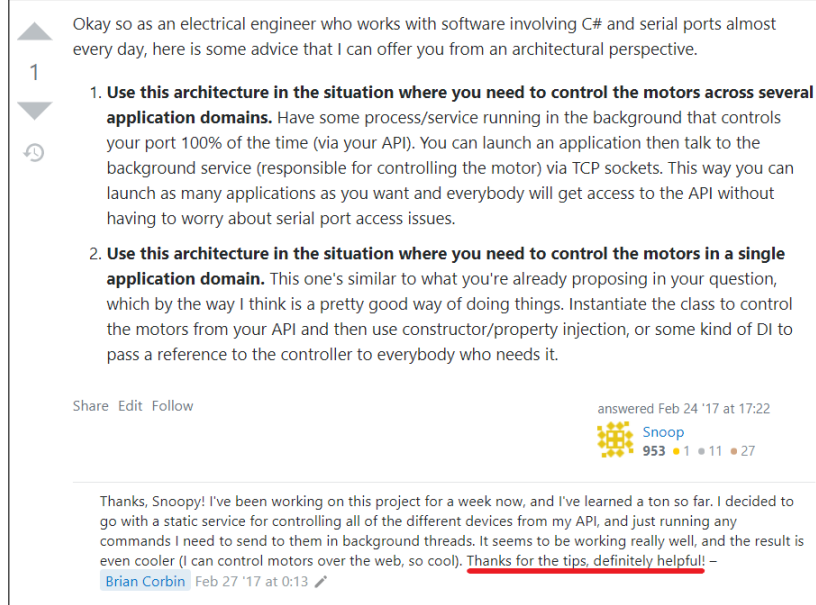 Okay so as an electrical engineer who works with software involving C# and serial ports almost
every day, here is some advice that I can offer you from an architectural perspective.
1
1. Use this architecture in the situation where you need to control the motors across several
application domains. Have some process/service running in the background that controls
your port 100% of the time (via your API). You can launch an application then talk to the
background service (responsible for controlling the motor) via TCP sockets. This way you can
launch as many applications as you want and everybody will get access to the API without
having to worry about serial port access issues.
2. Use this architecture in the situation where you need to control the motors in a single
application domain. This one's similar to what you're already proposing in your question,
which by the way I think is a pretty good way of doing things. Instantiate the class to control
the motors from your API and then use constructor/property injection, or some kind of DI to
pass a reference to the controller to everybody who needs it.
Share Edit Follow
answered Feb 24 '17 at 17:22
Snoop
953 ● 1 ● 11 ● 27
Thanks, Snoopy! I've been working on this project for a week now, and I've learned a ton so far. I decided to
go with a static service for controlling all of the different devices from my API, and just running any
commands I need to send to them in background threads. It seems to be working really well, and the result is
even cooler (I can control motors over the web, so cool). Thanks for the tips, definitely helpful! –
Brian Corbin Feb 27 '17 at 0:13